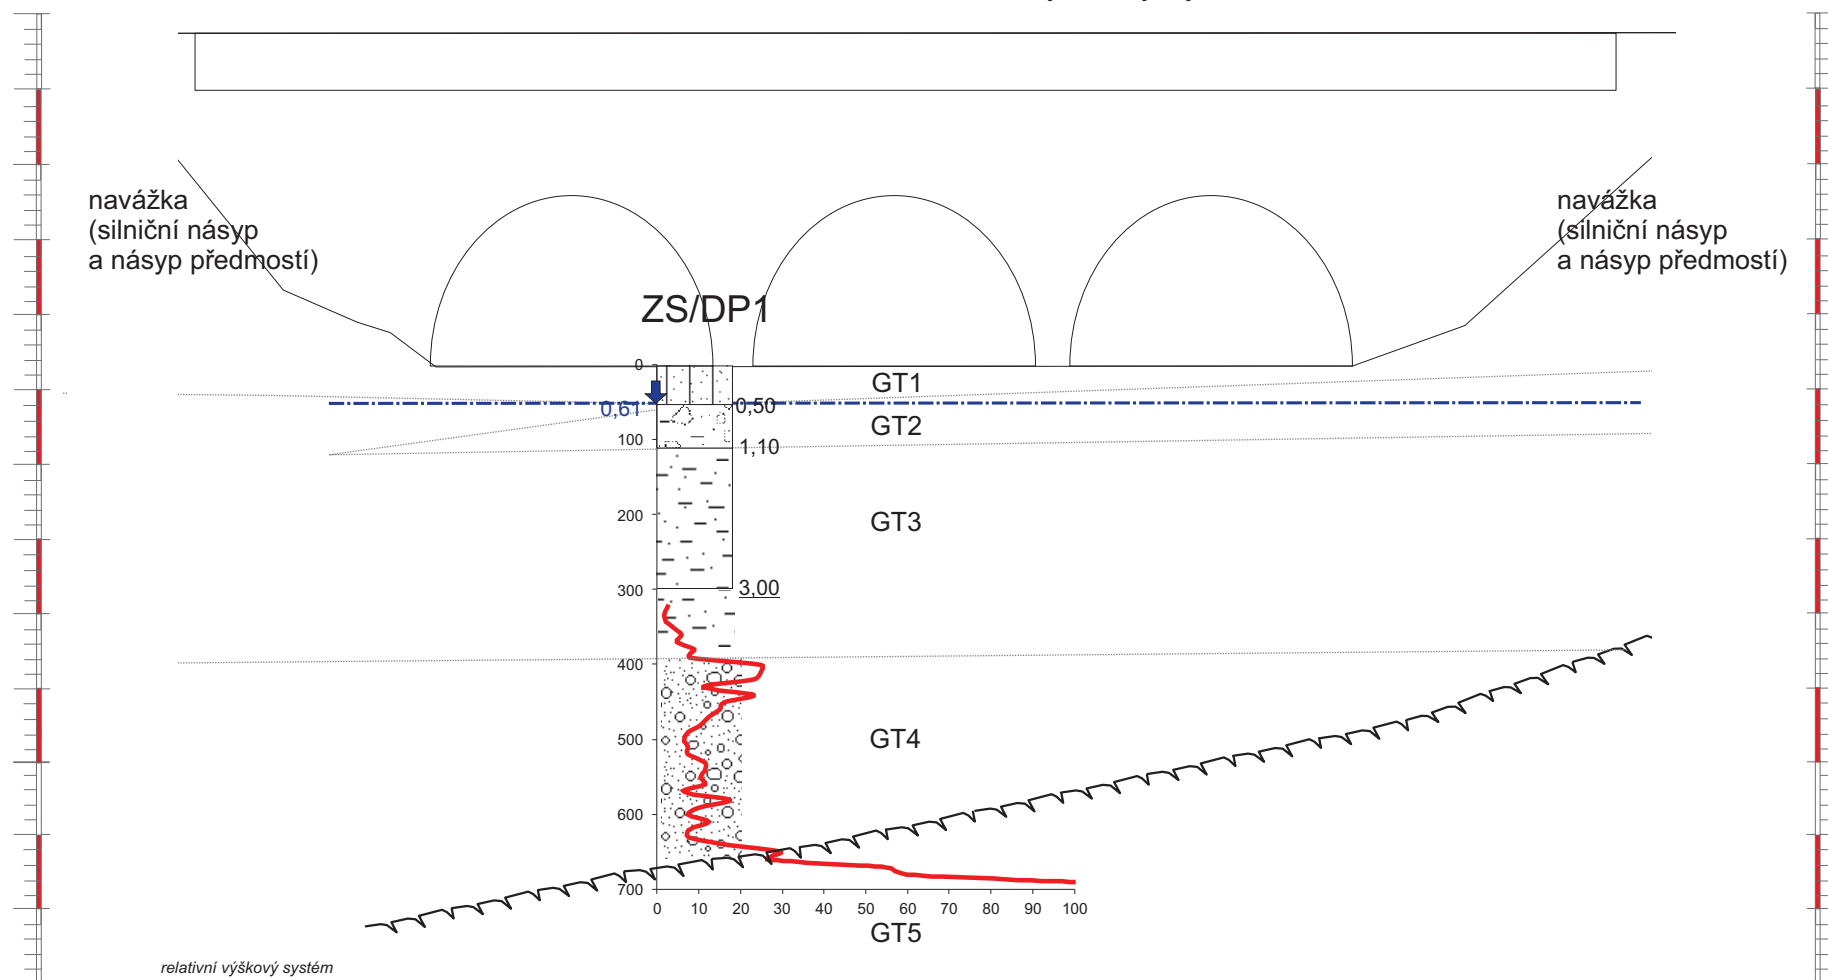 navážka
(silniční násyp
a násyp předmostí)
navážka
(silniční násyp
a násyp předmostí)
ZS/DP1
0
GT1
0,61
0,50
GT2
100
1,10
200
GT3
300
3,00
400
500
GT4
600
700
0 10 20 30 40 50 60 70 80 90 100
GT5
relativní výškový systém